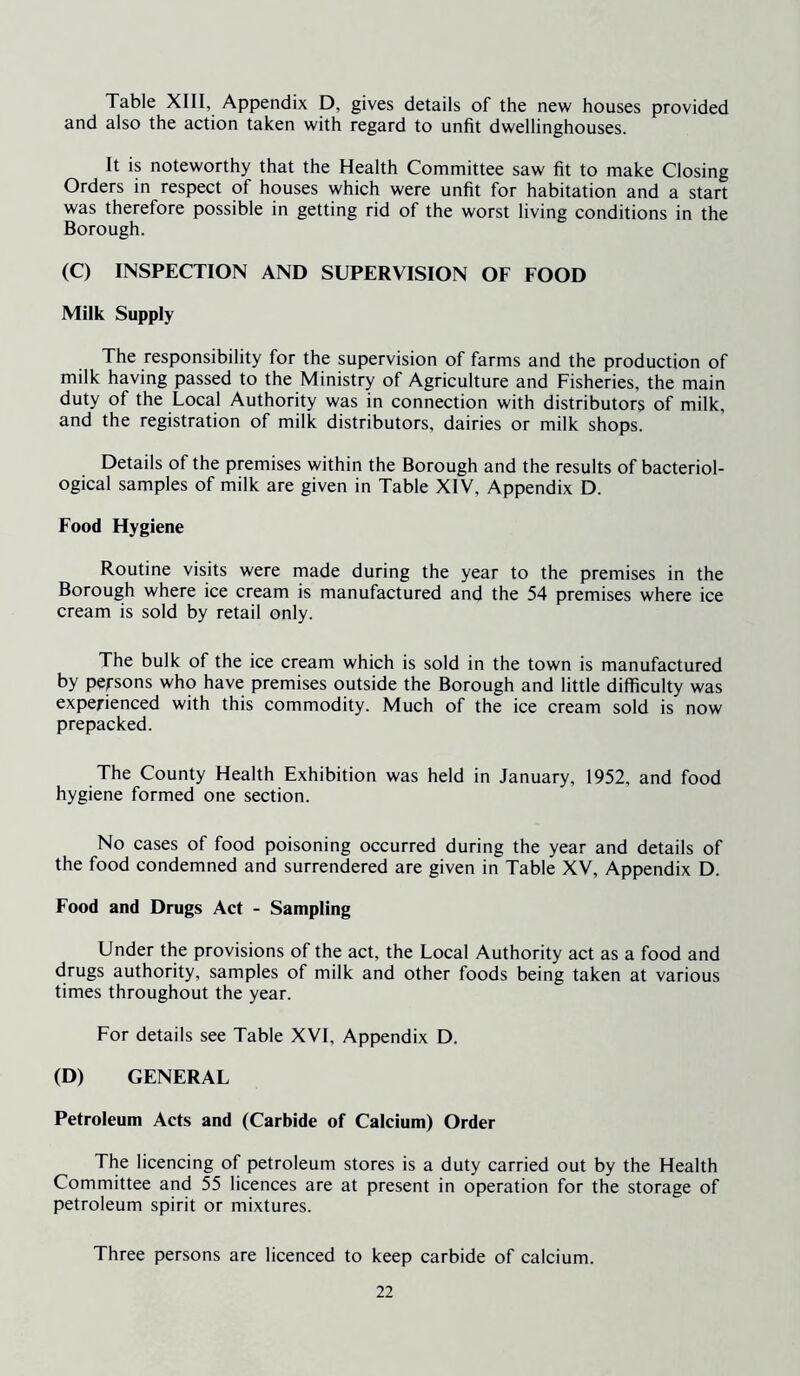 Table XIII, Appendix D, gives details of the new houses provided
and also the action taken with regard to unfit dwellinghouses.
It is noteworthy that the Health Committee saw fit to make Closing
Orders in respect of houses which were unfit for habitation and a start
was therefore possible in getting rid of the worst living conditions in the
Borough.
(C) INSPECTION AND SUPERVISION OF FOOD
Milk Supply
The responsibility for the supervision of farms and the production of
milk having passed to the Ministry of Agriculture and Fisheries, the main
duty of the Local Authority was in connection with distributors of milk,
and the registration of milk distributors, dairies or milk shops.
Details of the premises within the Borough and the results of bacteriol-
ogical samples of milk are given in Table XIV, Appendix D.
Food Hygiene
Routine visits were made during the year to the premises in the
Borough where ice cream is manufactured and the 54 premises where ice
cream is sold by retail only.
The bulk of the ice cream which is sold in the town is manufactured
by persons who have premises outside the Borough and little difficulty was
experienced with this commodity. Much of the ice cream sold is now
prepacked.
The County Health Exhibition was held in January, 1952, and food
hygiene formed one section.
No cases of food poisoning occurred during the year and details of
the food condemned and surrendered are given in Table XV, Appendix D.
Food and Drugs Act - Sampling
Under the provisions of the act, the Local Authority act as a food and
drugs authority, samples of milk and other foods being taken at various
times throughout the year.
For details see Table XVI, Appendix D.
(D) GENERAL
Petroleum Acts and (Carbide of Calcium) Order
The licencing of petroleum stores is a duty carried out by the Health
Committee and 55 licences are at present in operation for the storage of
petroleum spirit or mixtures.
Three persons are licenced to keep carbide of calcium.
22